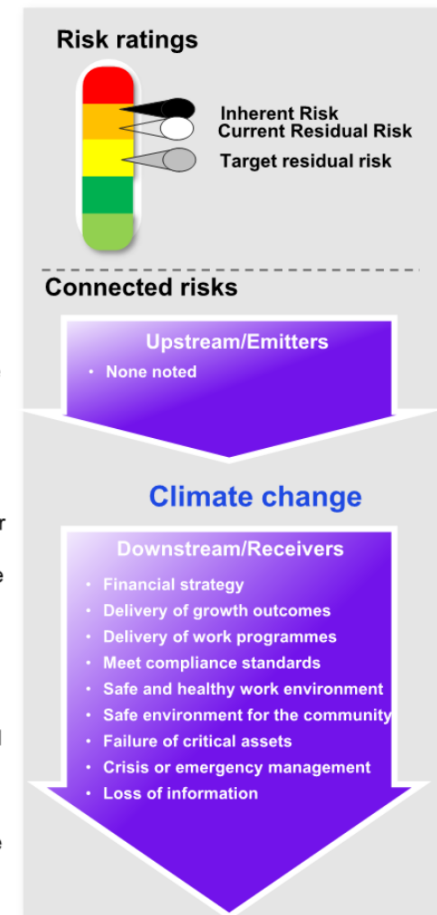 Risk ratings
Inherent Risk
Current Residual Risk
Target residual risk
Connected risks
Upstream/Emitters
• None noted
Climate change
Downstream/Receivers
• Financial strategy
• Delivery of growth outcomes
• Delivery of work programmes
• Meet compliance standards
• Safe and healthy work environment
• Safe environment for the community
• Failure of critical assets
• Crisis or emergency management
• Loss of information